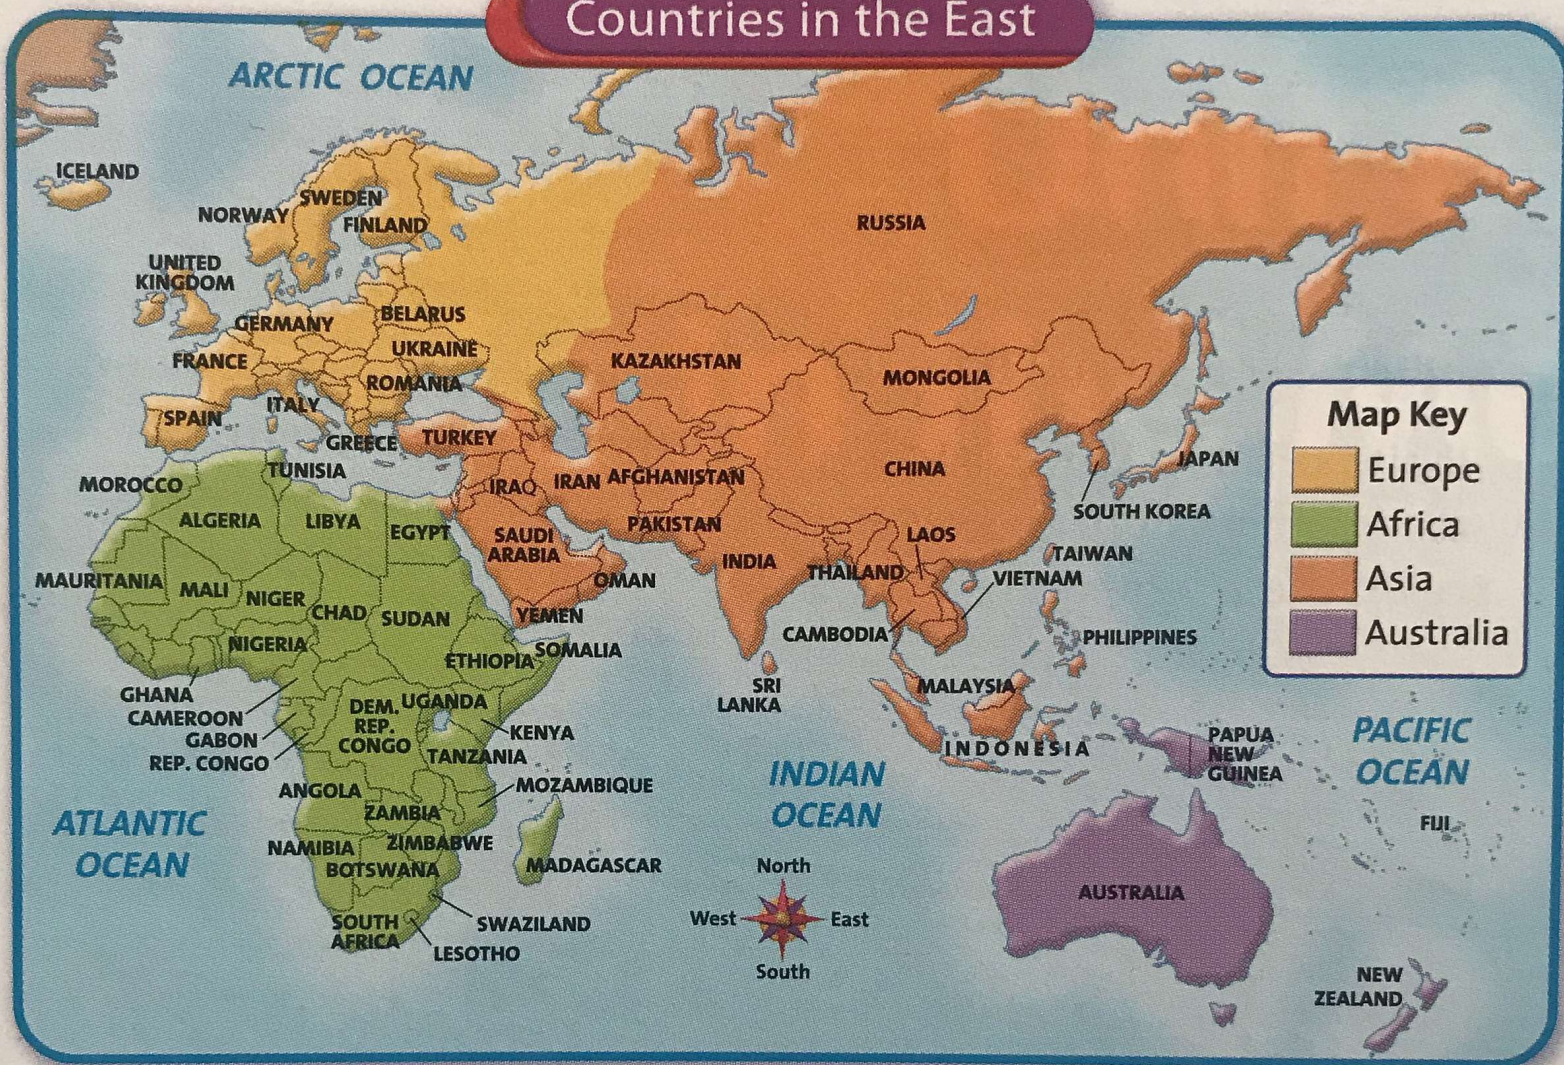 Countries in the East
ARCTIC OCEAN
ICELAND
SWEDEN
NORWAY
FINLAND
RUSSIA
UNITED
KINGDOM
BELARUS
GERMANY
UKRAINE
FRANCE
KAZAKHSTAN
MONGOLIA
ROMANIA
ITALY
SPAIN
GREECE
TURKEY
CHINA
JAPAN
TUNISIA
MOROCCO
IRAQ
IRAN
AFGHANISTAN
SOUTH KOREA
ALGERIA
LIBYA
EGYPT
SAUDI
ARABIA
PAKISTAN
LAOS
INDIA
TAIWAN
THAILAND
VIETNAM
OMAN
MAURITANIA
MALI
NIGER
CHAD
SUDAN
YEMEN
CAMBODIA
PHILIPPINES
NIGERIA
SOMALIA
ETHIOPIA
GHANA
SRI
LANKA
MALAYSIA
CAMEROON
UGANDA
DEM.
REP.
CONGO
GABON
KENYA
REP. CONGO
TANZANIA
INDONESIA
PAPUA
NEW
GUINEA
PACIFIC
OCEAN
INDIAN
OCEAN
ANGOLA
MOZAMBIQUE
ZAMBIA
FIJI
ATLANTIC
OCEAN
NAMIBIA
ZIMBABWE
BOTSWANA
MADAGASCAR
AUSTRALIA
SOUTH
AFRICA
SWAZILAND
LESOTHO
NEW
ZEALAND
North
West
East
South
Map Key
Europe
Africa
Asia
Australia